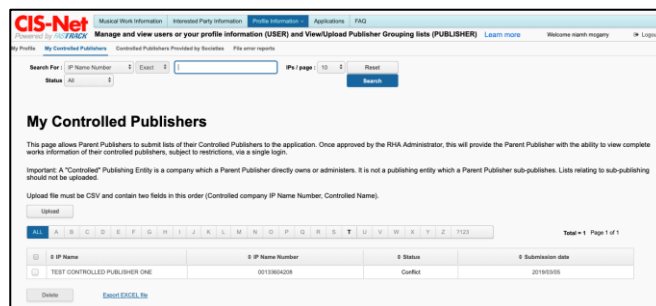 CIS-Net
Powered by FASTRACK
Musical Work Information Interested Party Information Profile Information Applications FAQ
Manage and view users or your profile information (USER) and View/Upload Publisher Grouping lists (PUBLISHER) Learn more Welcome niamh mcgarry Logout
My Profile My Controlled Publishers Controlled Publishers Provided by Societies File error reports
Search For : IP Name Number Exact IPs / page : 10 Reset
Status All Search
My Controlled Publishers
This page allows Parent Publishers to submit lists of their Controlled Publishers to the application. Once approved by the RHA Administrator, this will provide the Parent Publisher with the ability to view complete
works information of their controlled publishers, subject to restrictions, via a single login.
Important: A "Controlled" Publishing Entity is a company which a Parent Publisher directly owns or administers. It is not a publishing entity which a Parent Publisher sub-publishes. Lists relating to sub-publishing
should not be uploaded.
Upload file must be CSV and contain two fields in this order (Controlled company IP Name Number, Controlled Name).
Upload
ALL A B C D E F G H I J K L M N O P Q R S T U V W X Y Z ?123 Total = 1 Page 1 of 1
IP Name IP Name Number Status Submission date
TEST CONTROLLED PUBLISHER ONE 00133604208 Conflict 2019/03/05
Delete Export EXCEL file